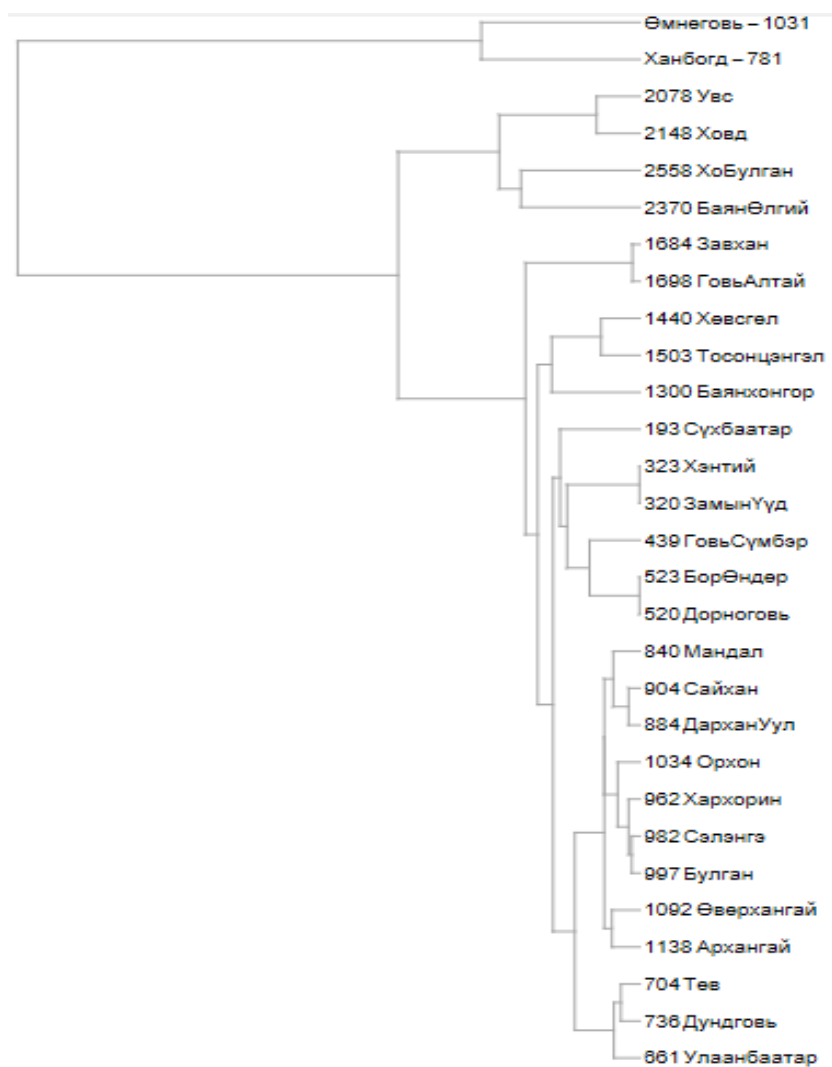 Өмнөговь – 1031
Ханбогд – 781
2078 Увс
2148 Ховд
2558 ХоБулган
2370 БаянӨлгий
1684 Завхан
1698 ГовьАлтай
1440 Хөвсгөл
1503 Тосонцэнгэл
1300 Баянхонгор
193 Сүхбаатар
323 Хэнтий
320 ЗамынҮүд
439 ГовьСүмбэр
523 БорӨндөр
520 Дорноговь
840 Мандал
904 Сайхан
884 ДарханУул
1034 Орхон
962 Хархорин
982 Сэлэнгэ
997 Булган
1092 Өвөрхангай
1138 Архангай
704 Төв
736 Дундговь
661 Улаанбаатар